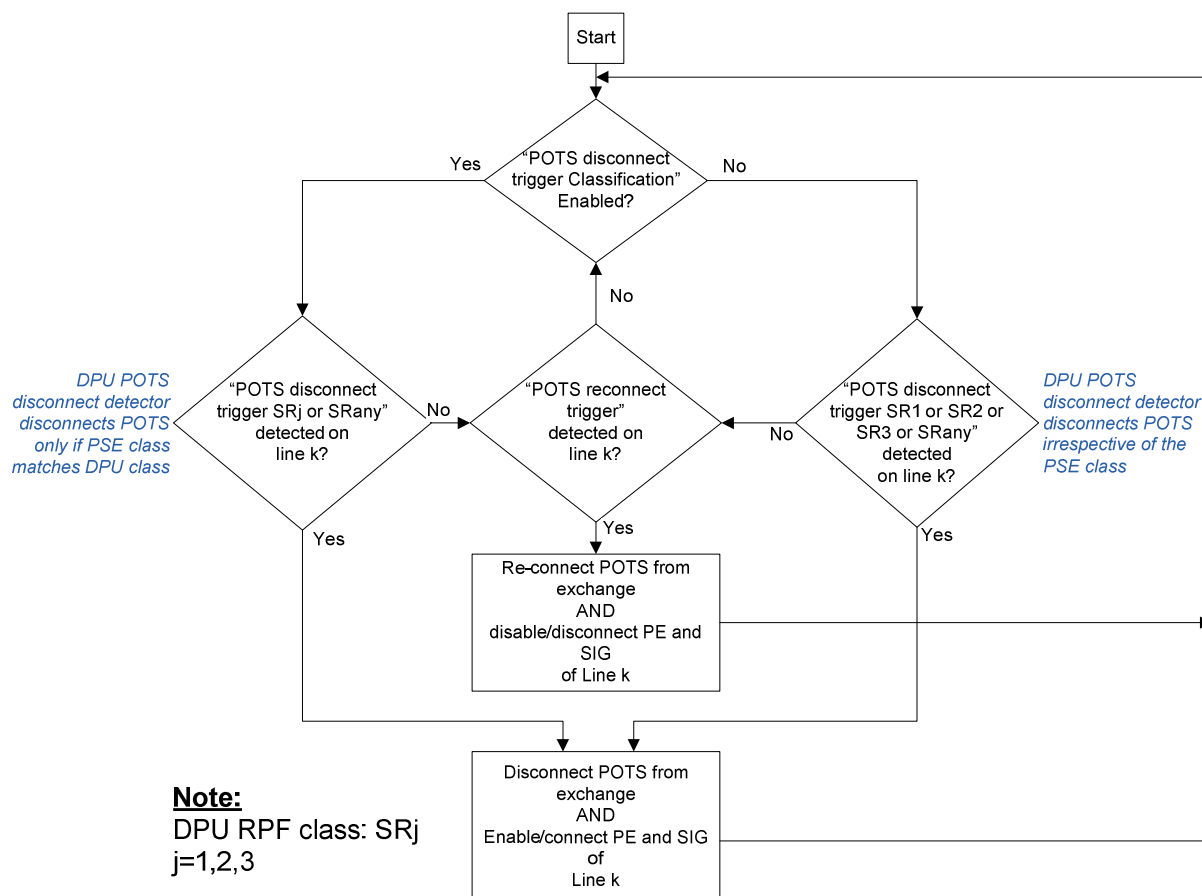 Start
“POTS disconnect
trigger Classification”
Enabled?
Yes
No
No
DPU POTS
disconnect detector
disconnects POTS
only if PSE class
matches DPU class
“POTS disconnect
trigger SRj or SRany”
detected on
line k?
No
Yes
“POTS reconnect
trigger”
detected on
line k?
Yes
“POTS disconnect
trigger SR1 or SR2 or
SR3 or SRany”
detected
on line k?
No
Yes
DPU POTS
disconnect detector
disconnects POTS
irrespective of the
PSE class
Re-connect POTS from
exchange
AND
disable/disconnect PE and
SIG
of Line k
Disconnect POTS from
exchange
AND
Enable/connect PE and SIG
of
Line k
Note:
DPU RPF class: SRj
j=1,2,3